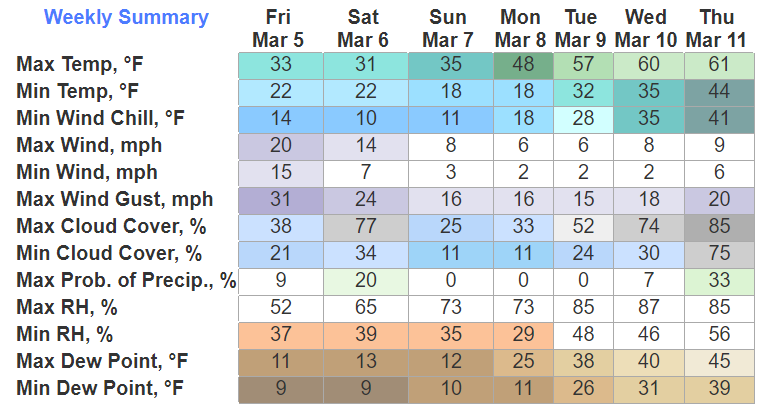 Weekly Summary Fri Sat Sun Mon Tue Wed Thu
Mar 5 Mar 6 Mar 7 Mar 8 Mar 9 Mar 10 Mar 11
Max Temp, °F 33 31 35 48 57 60 61
Min Temp, °F 22 22 18 18 32 35 44
Min Wind Chill, °F 14 10 11 18 28 35 41
Max Wind, mph 20 14 8 6 6 8 9
Min Wind, mph 15 7 3 2 2 2 6
Max Wind Gust, mph 31 24 16 16 15 18 20
Max Cloud Cover, % 38 77 25 33 52 74 85
Min Cloud Cover, % 21 34 11 11 24 30 75
Max Prob. of Precip., % 9 20 0 0 0 7 33
Max RH, % 52 65 73 73 85 87 85
Min RH, % 37 39 35 29 48 46 56
Max Dew Point, °F 11 13 12 25 38 40 45
Min Dew Point, °F 9 9 10 11 26 31 39